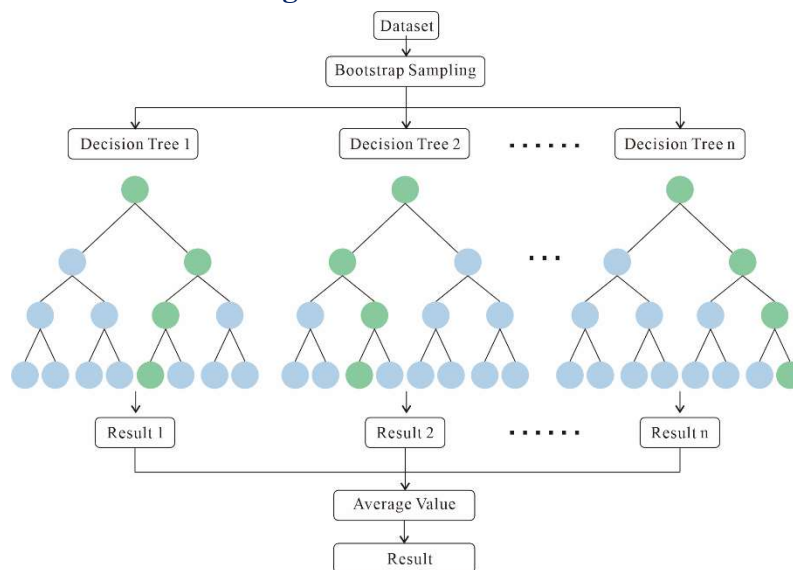 Dataset
Bootstrap Sampling
Decision Tree 1
Decision Tree 2
······
Decision Tree n
...
Result 1
Result 2
······
Result n
Average Value
Result